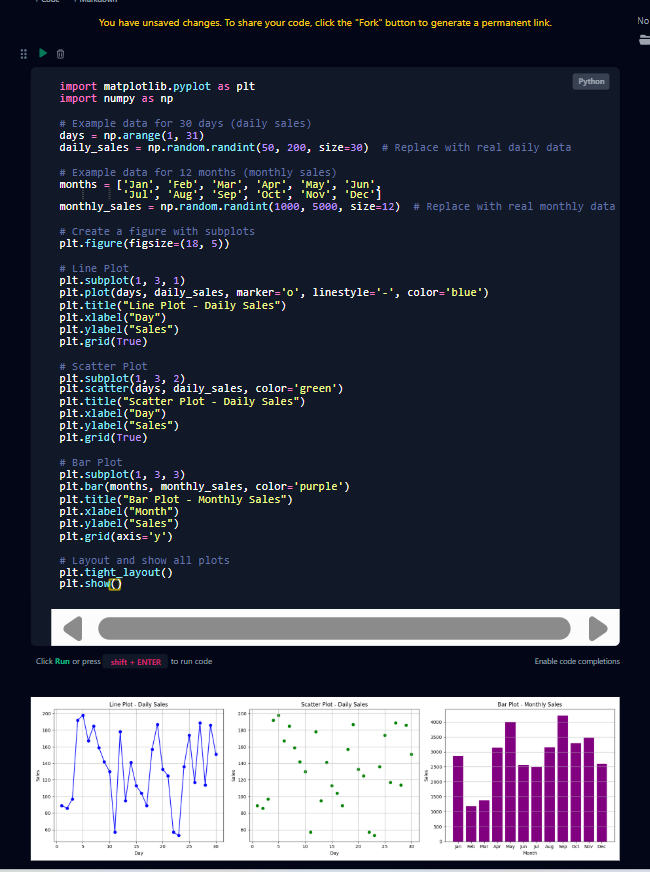 Code
Markdown
You have unsaved changes. To share your code, click the "Fork" button to generate a permanent link.
No
Python
import matplotlib.pyplot as plt
import numpy as np
# Example data for 30 days (daily sales)
days = np.arange(1, 31)
daily_sales = np.random.randint(50, 200, size=30)  # Replace with real daily data
# Example data for 12 months (monthly sales)
months = ['Jan', 'Feb', 'Mar', 'Apr', 'May', 'Jun',
'Jul', 'Aug', 'Sep', 'Oct', 'Nov', 'Dec']
monthly_sales = np.random.randint(1000, 5000, size=12)  # Replace with real monthly data
# Create a figure with subplots
plt.figure(figsize=(18, 5))
# Line Plot
plt.subplot(1, 3, 1)
plt.plot(days, daily_sales, marker='o', linestyle='-', color='blue')
plt.title("Line Plot - Daily Sales")
plt.xlabel("Day")
plt.ylabel("Sales")
plt.grid(True)
# Scatter Plot
plt.subplot(1, 3, 2)
plt.scatter(days, daily_sales, color='green')
plt.title("Scatter Plot - Daily Sales")
plt.xlabel("Day")
plt.ylabel("Sales")
plt.grid(True)
# Bar Plot
plt.subplot(1, 3, 3)
plt.bar(months, monthly_sales, color='purple')
plt.title("Bar Plot - Monthly Sales")
plt.xlabel("Month")
plt.ylabel("Sales")
plt.grid(axis='y')
# Layout and show all plots
plt.tight_layout()
plt.show()
Click Run or press shift + ENTER to run code
Enable code completions
Line Plot - Daily Sales
200
180
160
140
120
100
80
60
Sales
0 5 10 15 20 25 30
Day
Scatter Plot - Daily Sales
200
180
160
140
120
100
80
60
Sales
0 5 10 15 20 25 30
Day
Bar Plot - Monthly Sales
4000
3500
3000
2500
2000
1500
1000
500
0
Sales
Jan Feb Mar Apr May Jun Jul Aug Sep Oct Nov Dec
Month